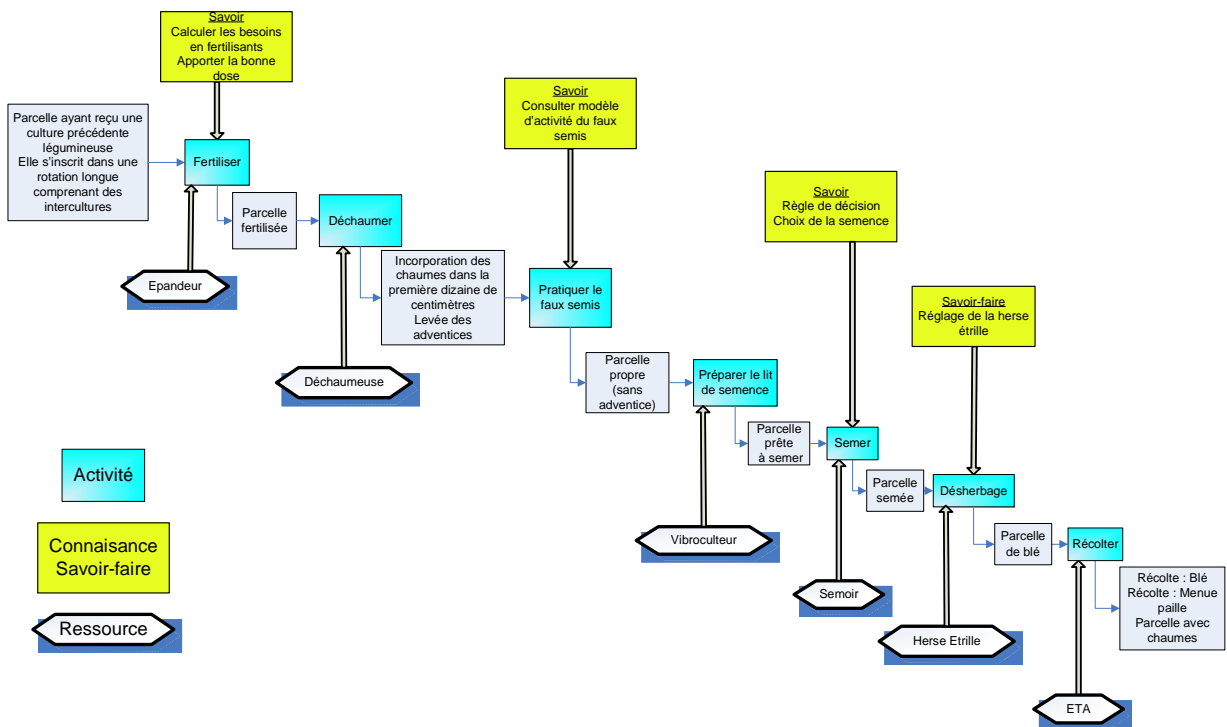 Savoir
Calculer les besoins
en fertilisants
Apporter la bonne
dose
Parcelle ayant reçu une
culture précédente
légumineuse
Elle s'inscrit dans une
rotation longue
comprenant des
intercultures
Fertiliser
Epandeur
Parcelle
fertilisée
Déchaumer
Déchaumeuse
Incorporation des
chaumes dans la
première dizaine de
centimètres
Levée des
adventices
Savoir
Consulter modèle
d'activité du faux
semis
Pratiquer le
faux semis
Parcelle
propre
(sans
adventice)
Préparer le lit
de semence
Vibroculteur
Parcelle
prête
à semer
Savoir
Règle de décision
Choix de la semence
Semer
Semoir
Parcelle
semée
Savoir-faire
Réglage de la herse
étrille
Désherbage
Herse Etrille
Parcelle
de blé
Récolter
ETA
Récolte : Blé
Récolte : Menue
paille
Parcelle avec
chaumes
Activité
Connaisance
Savoir-faire
Ressource